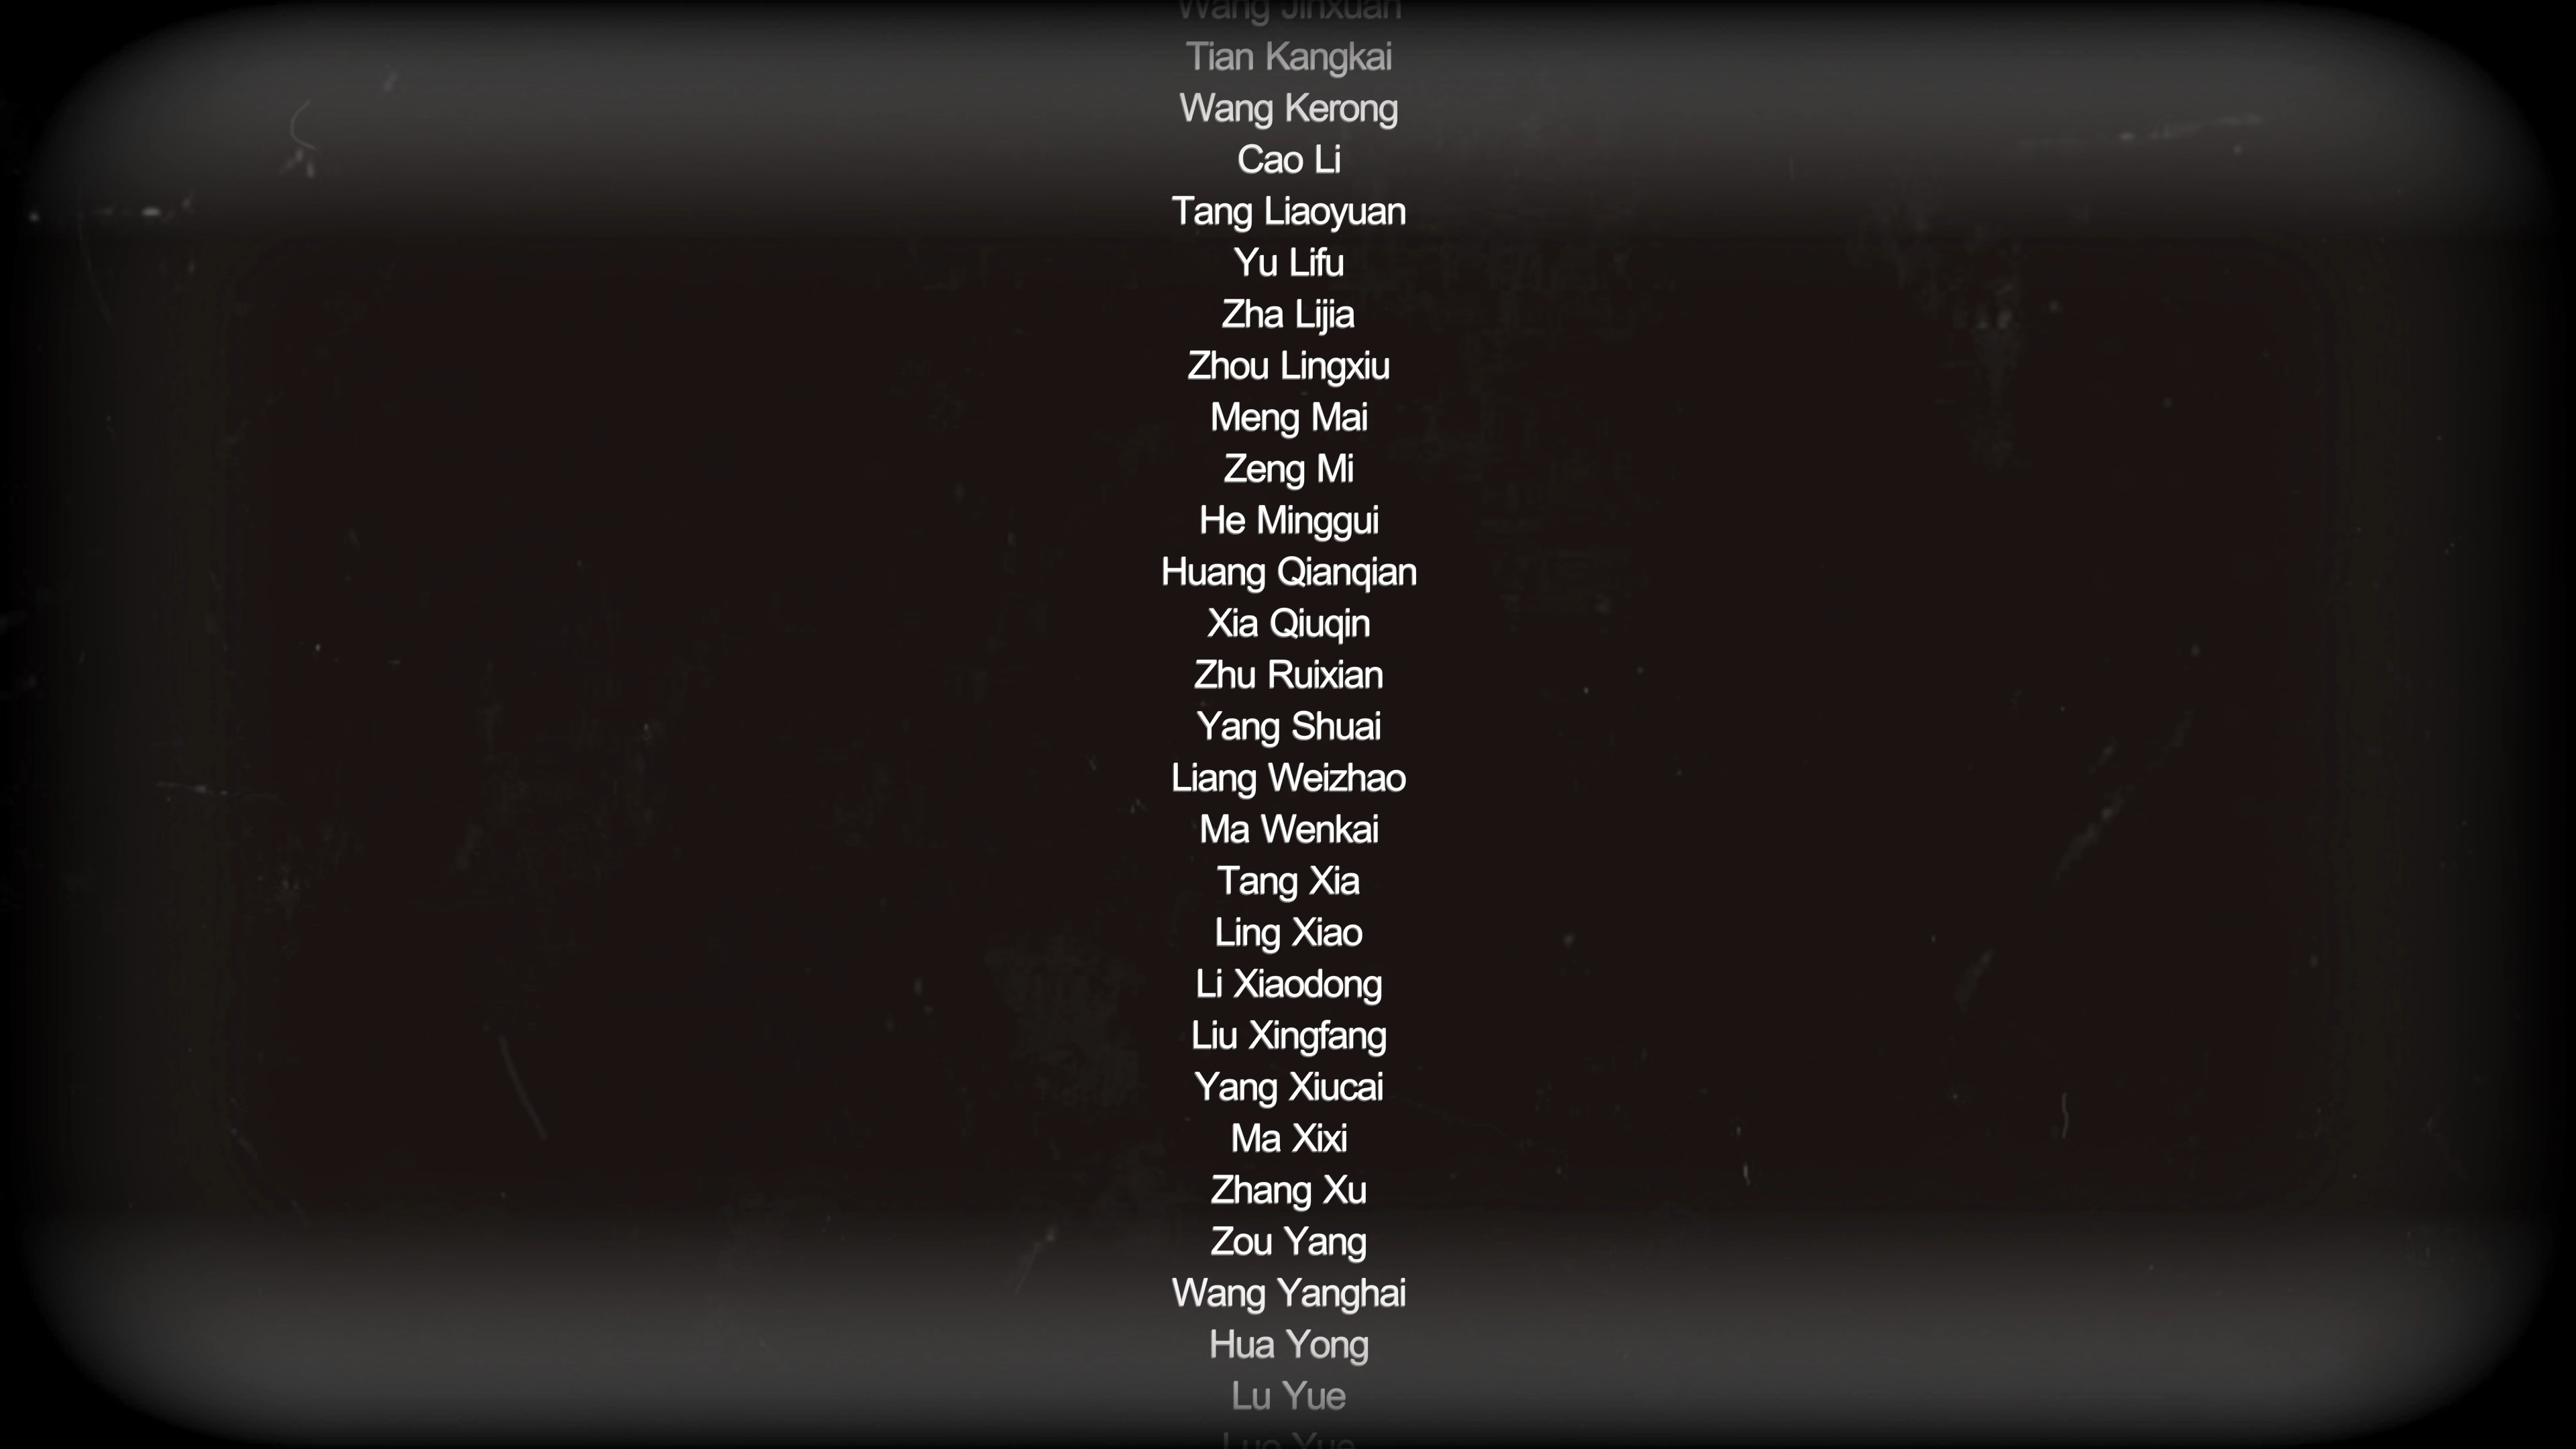 Wang Jinxuan
Tian Kangkai
Wang Kerong
Cao Li
Tang Liaoyuan
Yu Lifu
Zha Lijia
Zhou Lingxiu
Meng Mai
Zeng Mi
He Minggui
Huang Qianqian
Xia Qiuqin
Zhu Ruixian
Yang Shuai
Liang Weizhao
Ma Wenkai
Tang Xia
Ling Xiao
Li Xiaodong
Liu Xingfang
Yang Xiucai
Ma Xixi
Zhang Xu
Zou Yang
Wang Yanghai
Hua Yong
Lu Yue